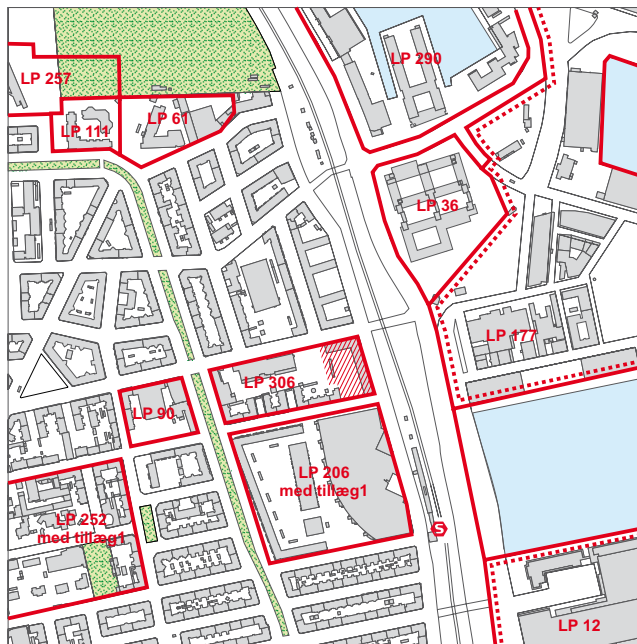 LP 290
LP 257
LP 61
LP 111
LP 36
LP 177
LP 306
LP 90
LP 206
med tillæg1
LP 252
med tillæg1
S
LP 12